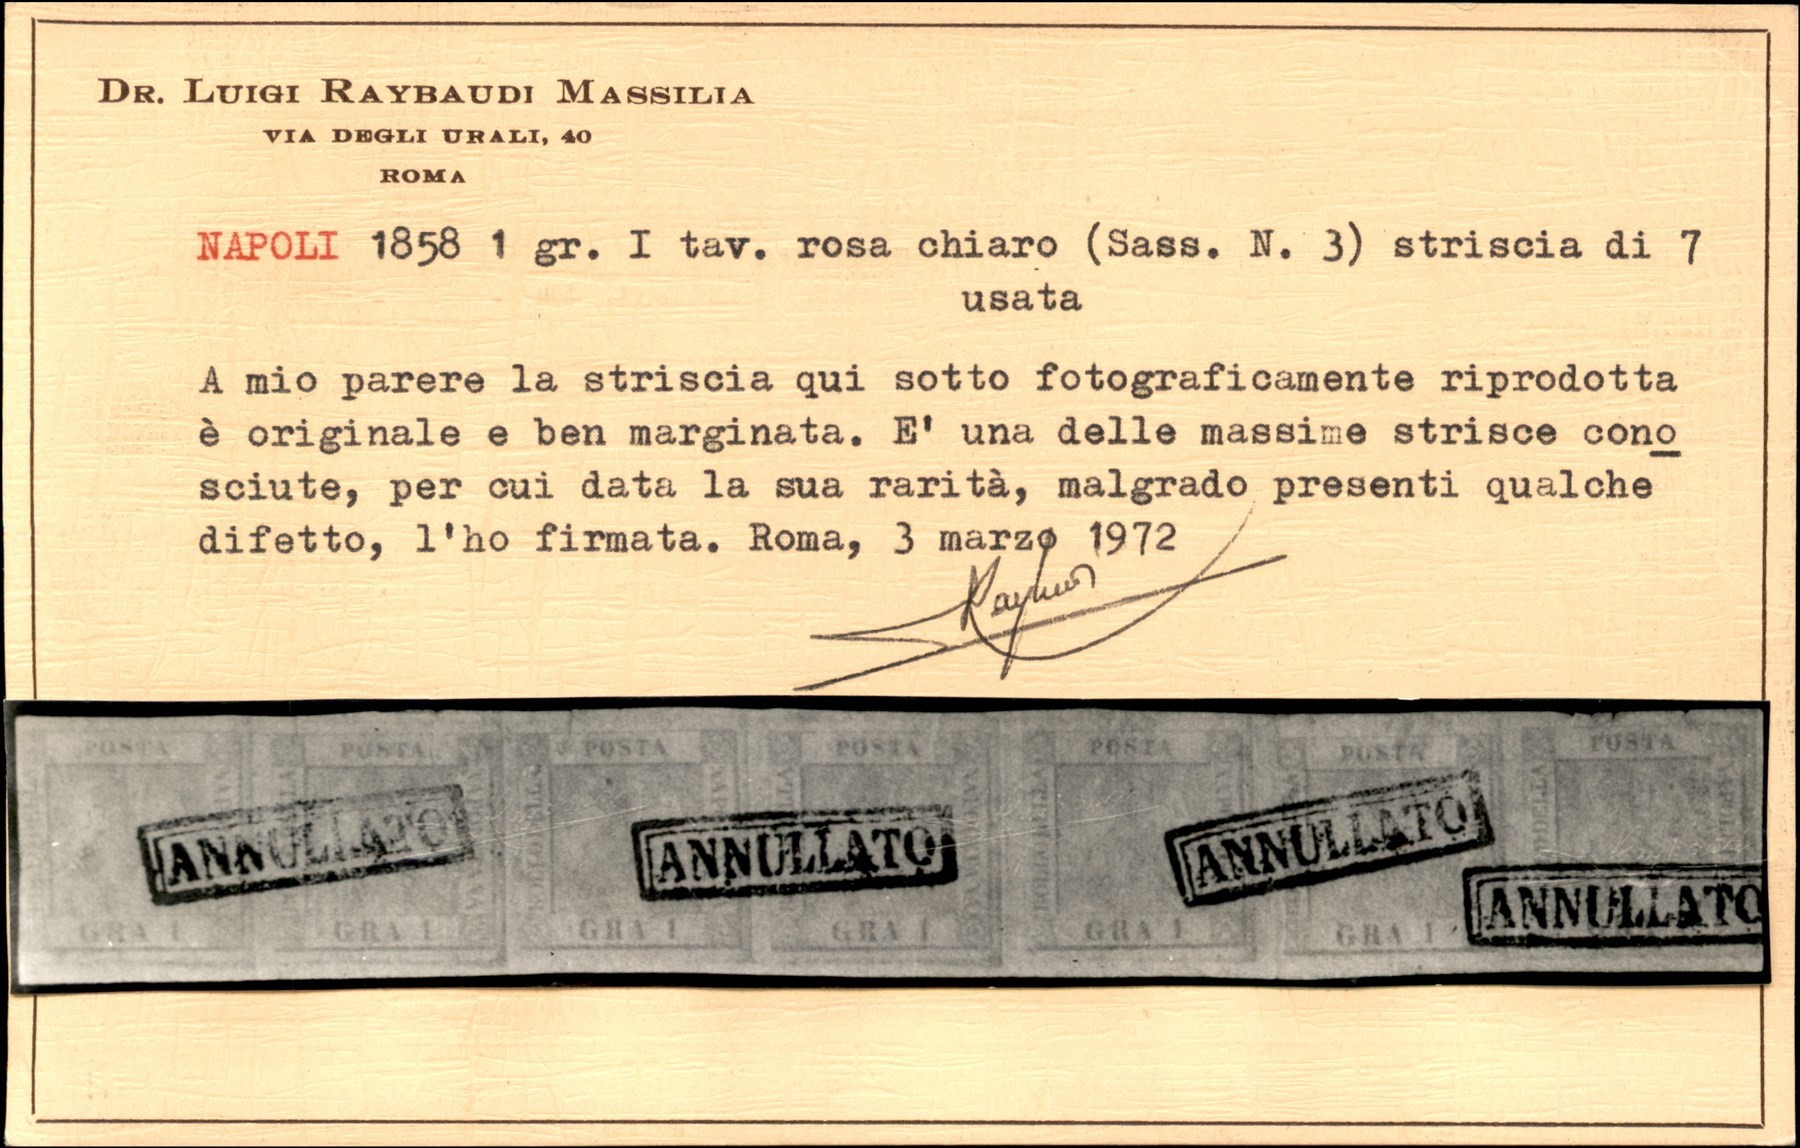 DR. LUIGI RAYBAUDI MASSILIA
VIA DEGLI URALI, 40
ROMA
NAPOLI 1858 1 gr. I tav. rosa chiaro (Sass. N. 3) striscia di 7
usata
A mio parere la striscia qui sotto fotograficamente riprodotta
è originale e ben marginata. E' una delle massime strisce cono
sciute, per cui data la sua rarità, malgrado presenti qualche
difetto, l'ho firmata. Roma, 3 marzo 1972
POSTA POSTA POSTA POSTA POSTA POSTA POSTA
ANNULLATO ANNULLATO ANNULLATO
ANNULLATO
GRA 1 GRA 1 GRA 1 GRA 1 GRA 1 GRA 1